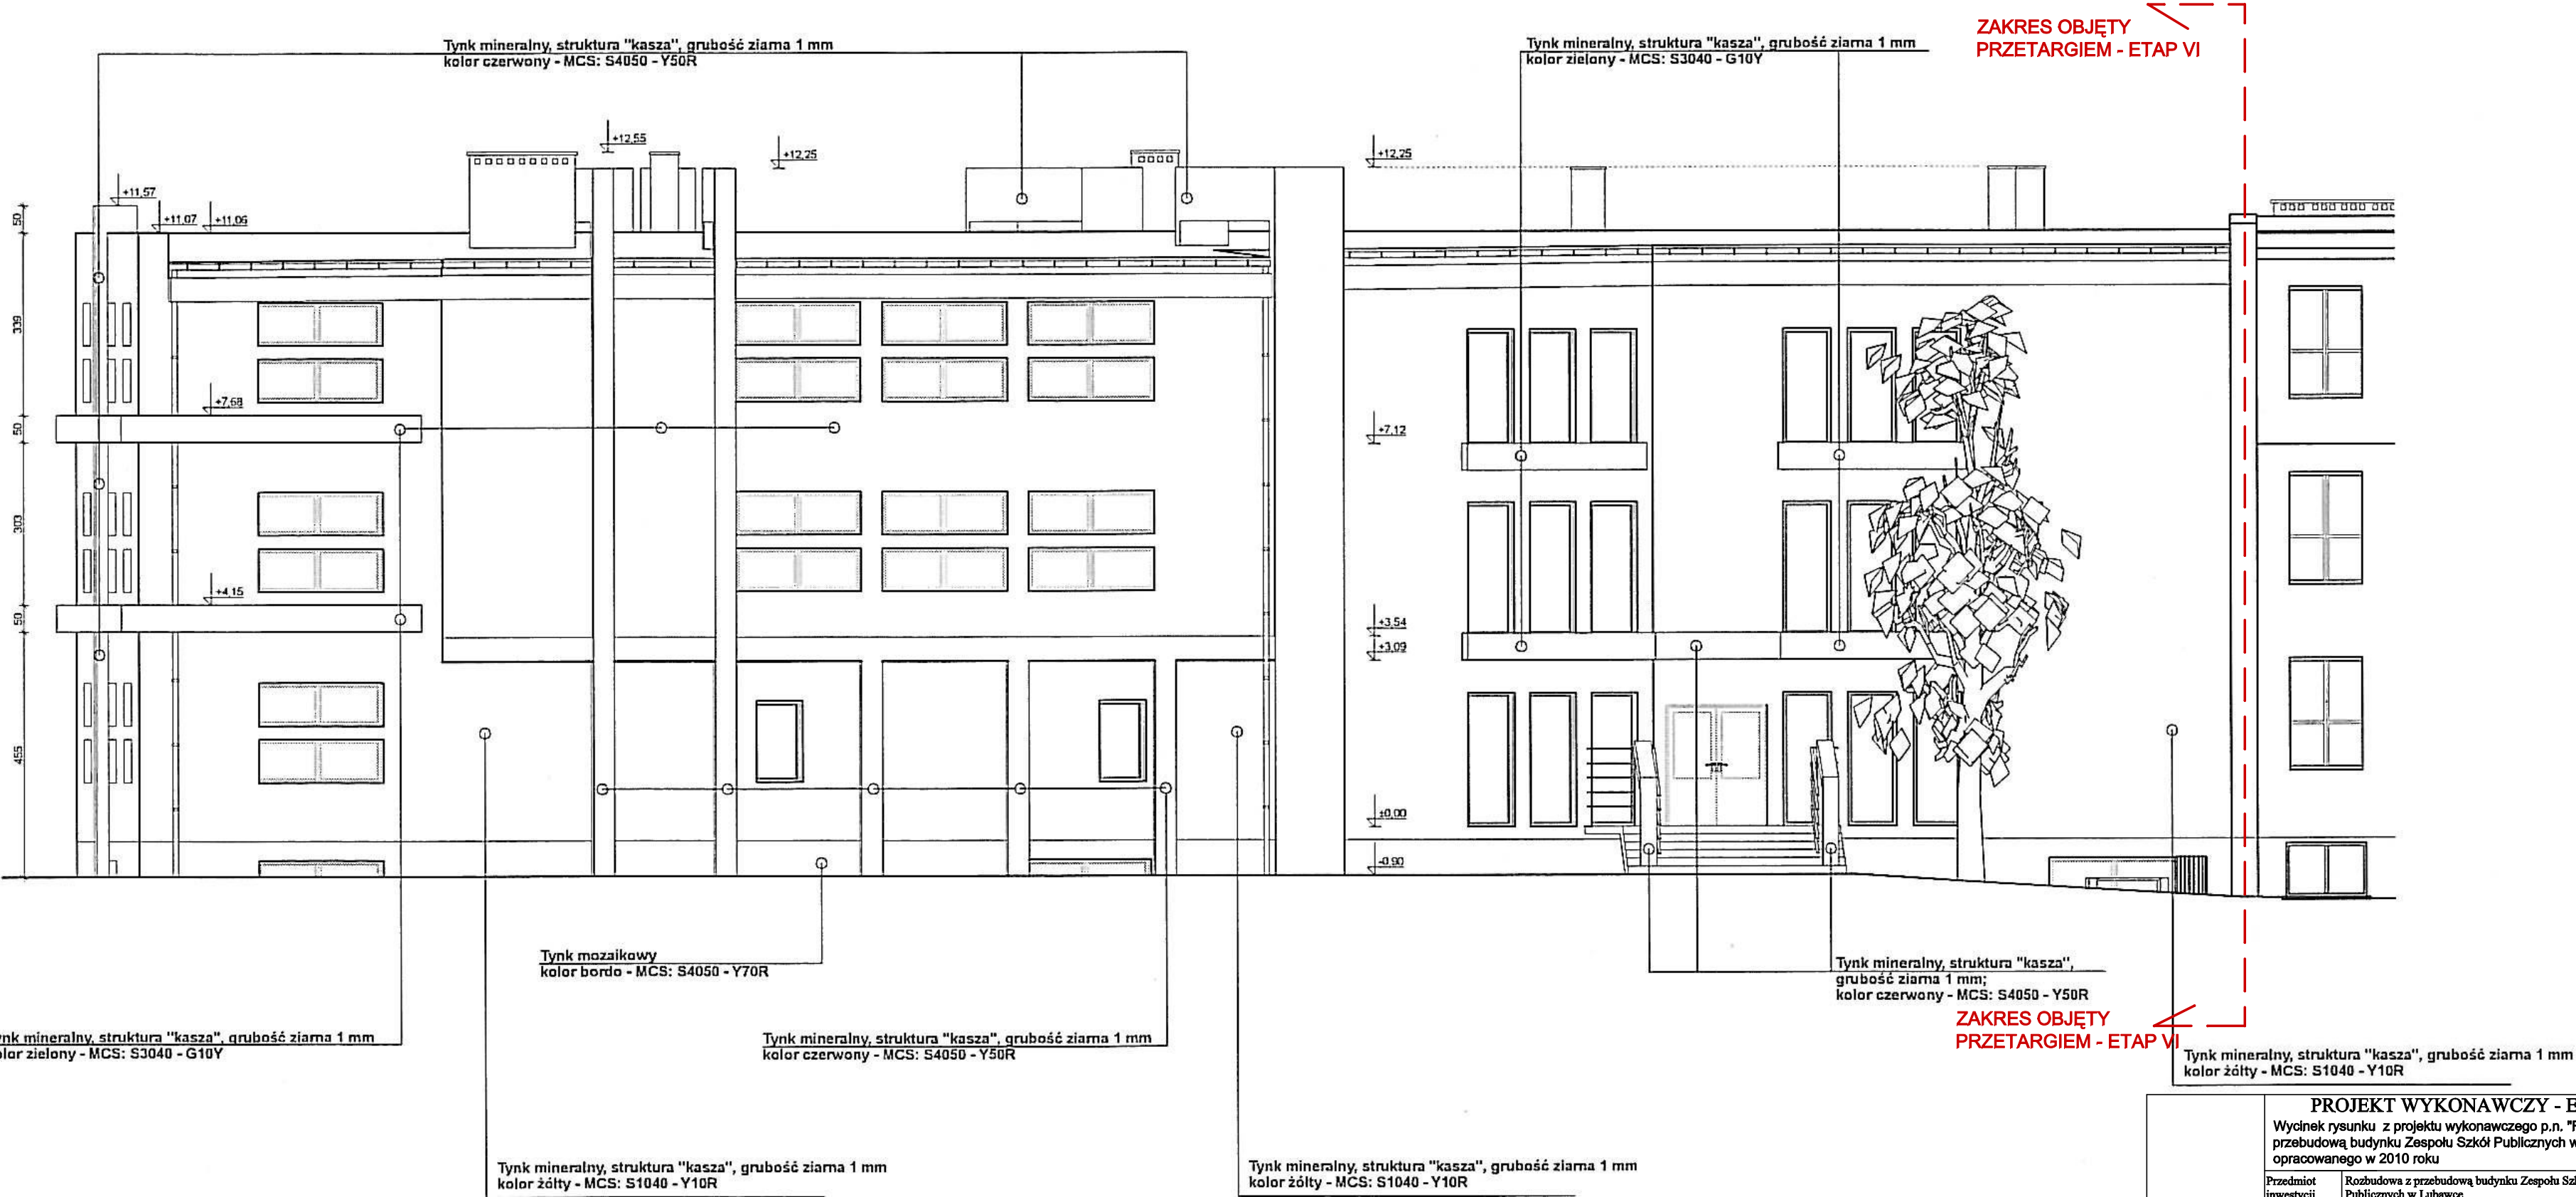 ZAKRES OBJĘTY
PRZETARGIEM - ETAP VI
Tynk mineralny, struktura "kasza", grubość ziarna 1 mm
kolor czerwony - MCS: S4050 - Y50R
Tynk mineralny, struktura "kasza", grubość ziarna 1 mm
kolor zielony - MCS: S3040 - G10Y
+12,55
+12,25
+12,25
+11,57
+11,07
+11,06
50
339
+7,68
50
+7,12
303
+4,15
50
+3,54
+3,09
455
±0,00
-0,90
Tynk mozaikowy
kolor bordo - MCS: S4050 - Y70R
Tynk mineralny, struktura "kasza",
grubość ziarna 1 mm;
kolor czerwony - MCS: S4050 - Y50R
ZAKRES OBJĘTY
PRZETARGIEM - ETAP VI
nk mineralny, struktura "kasza", grubość ziarna 1 mm
olor zielony - MCS: S3040 - G10Y
Tynk mineralny, struktura "kasza", grubość ziarna 1 mm
kolor czerwony - MCS: S4050 - Y50R
Tynk mineralny, struktura "kasza", grubość ziarna 1 mm
kolor żółty - MCS: S1040 - Y10R
Tynk mineralny, struktura "kasza", grubość ziarna 1 mm
kolor żółty - MCS: S1040 - Y10R
Tynk mineralny, struktura "kasza", grubość ziarna 1 mm
kolor żółty - MCS: S1040 - Y10R
PROJEKT WYKONAWCZY - E
Wycinek rysunku z projektu wykonawczego p.n. "R
przebudową budynku Zespołu Szkół Publicznych w
opracowanego w 2010 roku
Przedmiot
inwestycji
Rozbudowa z przebudową budynku Zespołu Szk
Publicznych w Lubawce